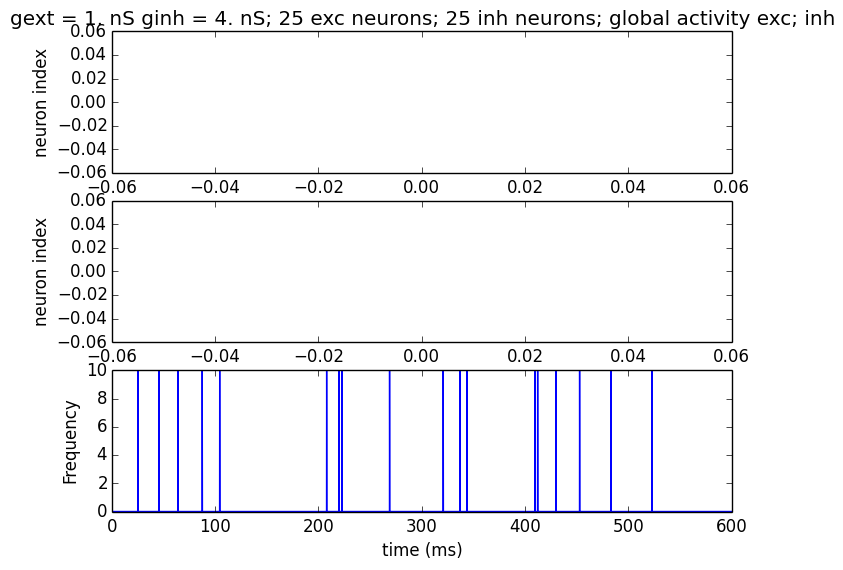 gext = 1. nS ginh = 4. nS; 25 exc neurons; 25 inh neurons; global activity exc; inh
0.06
0.04
0.02
0.00
−0.02
−0.04
−0.06
neuron index
−0.06 −0.04 −0.02 0.00 0.02 0.04 0.06
0.06
0.04
0.02
0.00
−0.02
−0.04
−0.06
neuron index
−0.06 −0.04 −0.02 0.00 0.02 0.04 0.06
10
8
6
4
2
0
Frequency
0 100 200 300 400 500 600
time (ms)